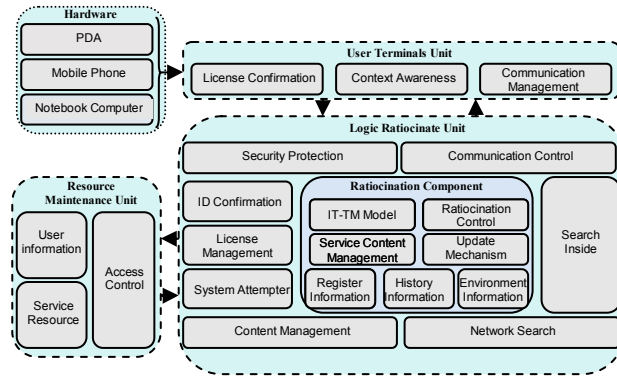 Hardware
PDA
Mobile Phone
Notebook Computer
User Terminals Unit
License Confirmation
Context Awareness
Communication
Management
Logic Ratiocinate Unit
Security Protection
Communication Control
Resource
Maintenance Unit
User
information
Service
Resource
Access
Control
ID Confirmation
License
Management
System Attempter
Ratiocination Component
IT-TM Model
Ratiocination
Control
Service Content
Management
Update
Mechanism
Register
Information
History
Information
Environment
Information
Search
Inside
Content Management
Network Search